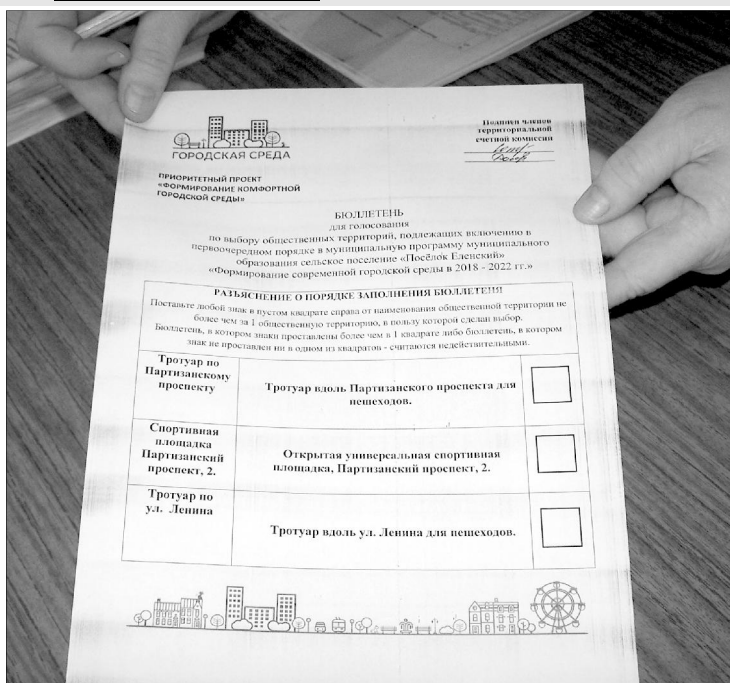 Подписи членов
территориальной
счетной комиссии
ГОРОДСКАЯ СРЕДА
ПРИОРИТЕТНЫЙ ПРОЕКТ
«ФОРМИРОВАНИЕ КОМФОРТНОЙ
ГОРОДСКОЙ СРЕДЫ»
БЮЛЛЕТЕНЬ
для голосования
по выбору общественных территорий, подлежащих включению в
первоочередном порядке в муниципальную программу муниципального
образования сельское поселение «Посёлок Еленский»
«Формирование современной городской среды в 2018 - 2022 гг.»
РАЗЪЯСНЕНИЕ О ПОРЯДКЕ ЗАПОЛНЕНИЯ БЮЛЛЕТЕНЯ
Поставьте любой знак в пустом квадрате справа от наименования общественной территории не
более чем за 1 общественную территорию, в пользу которой сделан выбор.
Бюллетень, в котором знаки проставлены более чем в 1 квадрате либо бюллетень, в котором
знак не проставлен ни в одном из квадратов - считаются недействительными.
Тротуар по
Партизанскому
проспекту
Тротуар вдоль Партизанского проспекта для
пешеходов.
Спортивная
площадка
Партизанский
проспект, 2.
Открытая универсальная спортивная
площадка, Партизанский проспект, 2.
Тротуар по
ул. Ленина
Тротуар вдоль ул. Ленина для пешеходов.